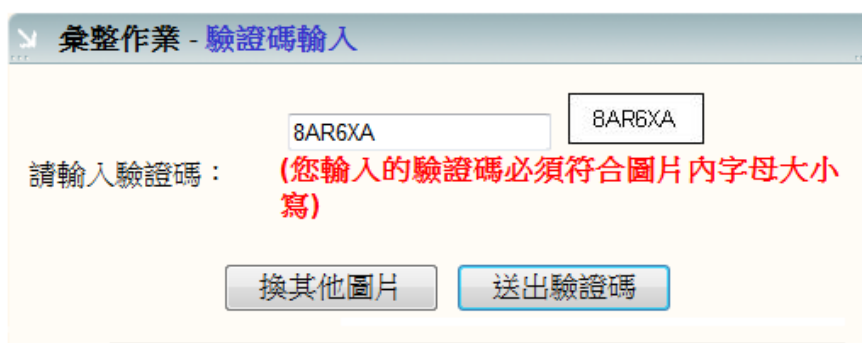 彙整作業 - 驗證碼輸入
8AR6XA
8AR6XA
請輸入驗證碼：
(您輸入的驗證碼必須符合圖片內字母大小
寫)
換其他圖片
送出驗證碼